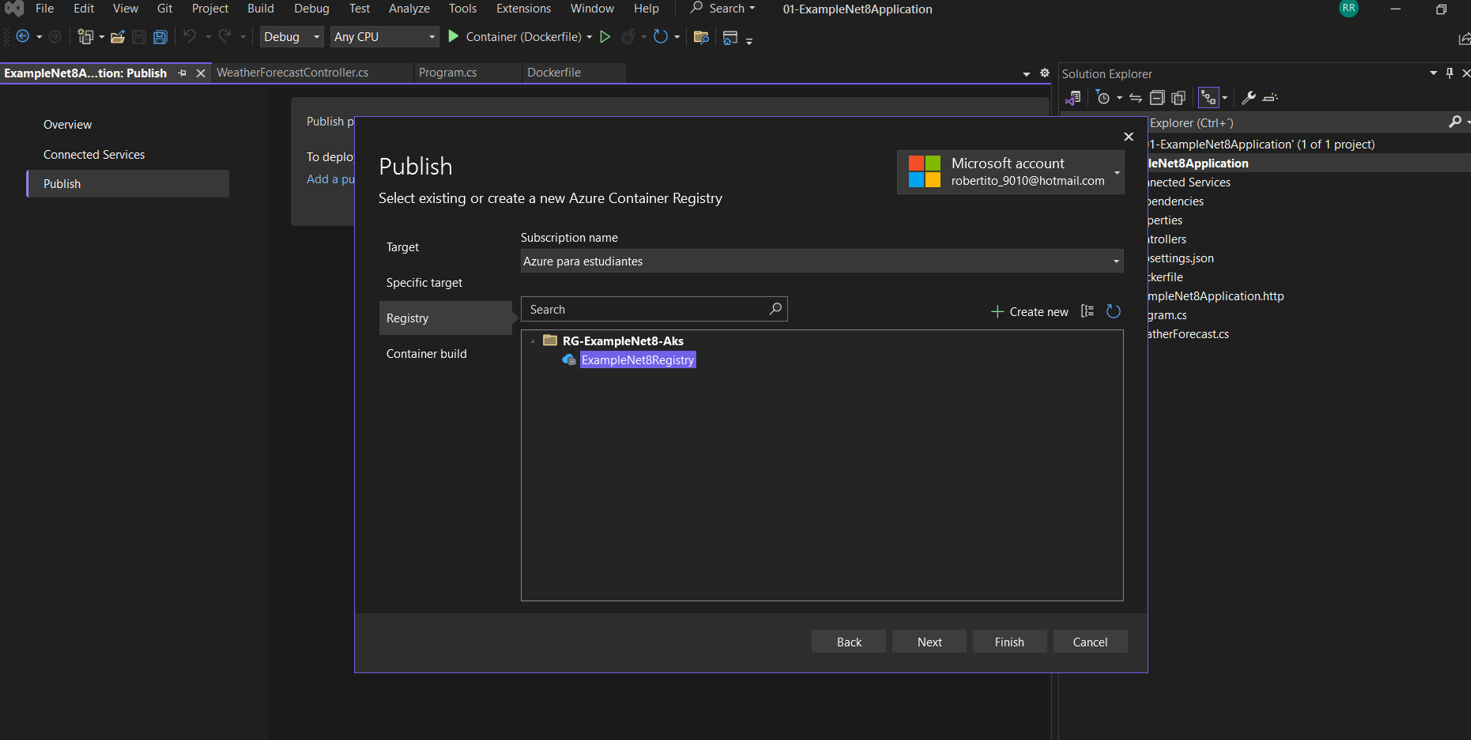 File Edit View Git Project Build Debug Test Analyze Tools Extensions Window Help Search 01-ExampleNet8Application RR
Debug Any CPU Container (Dockerfile)
ExampleNet8A...tion: Publish WeatherForecastController.cs Program.cs Dockerfile
Overview
Connected Services
Publish
Publish p
To deplo
Add a pu
Publish
Select existing or create a new Azure Container Registry
Microsoft account
robertito_9010@hotmail.com
Target
Specific target
Registry
Container build
Subscription name
Azure para estudiantes
Search
Create new
RG-ExampleNet8-Aks
ExampleNet8Registry
Back Next Finish Cancel
Solution Explorer
Explorer (Ctrl+´)
1-ExampleNet8Application' (1 of 1 project)
leNet8Application
nnected Services
pendencies
perties
trollers
settings.json
ckerfile
mpleNet8Application.http
gram.cs
atherForecast.cs